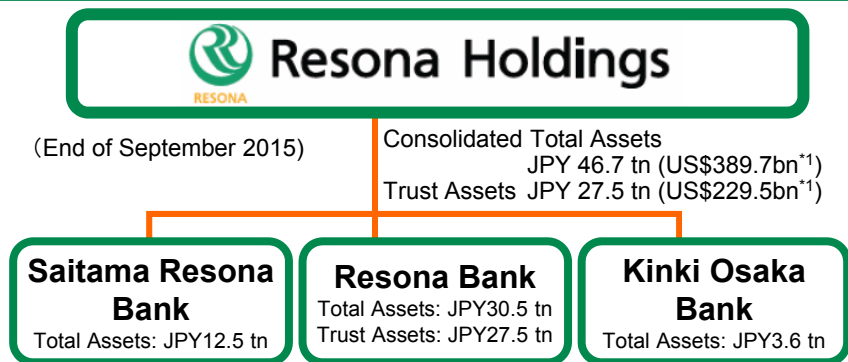 Resona Holdings
RESONA
（End of September 2015)
Consolidated Total Assets
JPY 46.7 tn (US$389.7bn*1)
Trust Assets JPY 27.5 tn (US$229.5bn*1)
Saitama Resona
Bank
Total Assets: JPY12.5 tn
Resona Bank
Total Assets: JPY30.5 tn
Trust Assets: JPY27.5 tn
Kinki Osaka
Bank
Total Assets: JPY3.6 tn